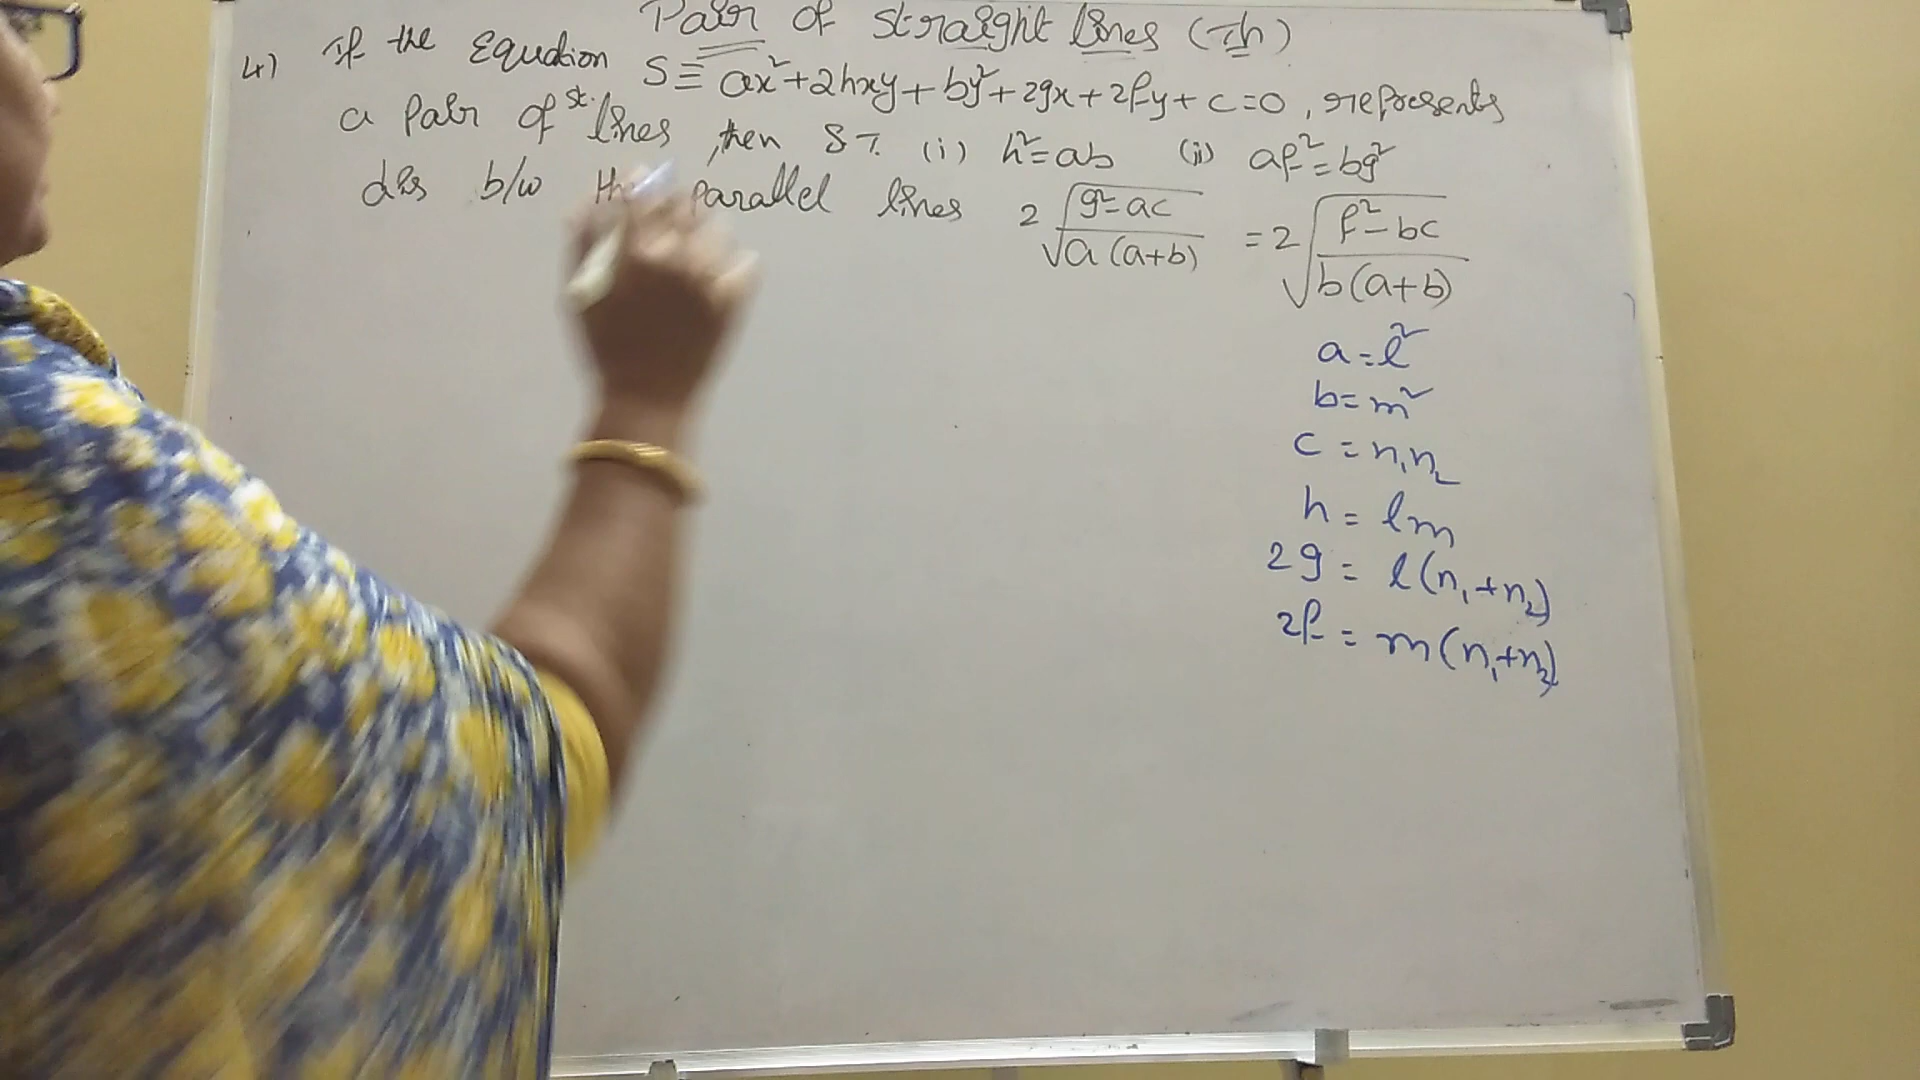 Pair of Straight lines (Th)
4) If the Equation S ≡ ax²+2hxy+by²+2gx+2fy+c=0, represents
a Pair of st. lines, then S.T. (i) h²=ab (ii) af²=bg²
dis b/w the parallel lines 2√(g²-ac / a(a+b)) = 2√(f²-bc / b(a+b))
a=l²
b=m²
c=n₁n₂
h=lm
2g=l(n₁+n₂)
2f=m(n₁+n₂)